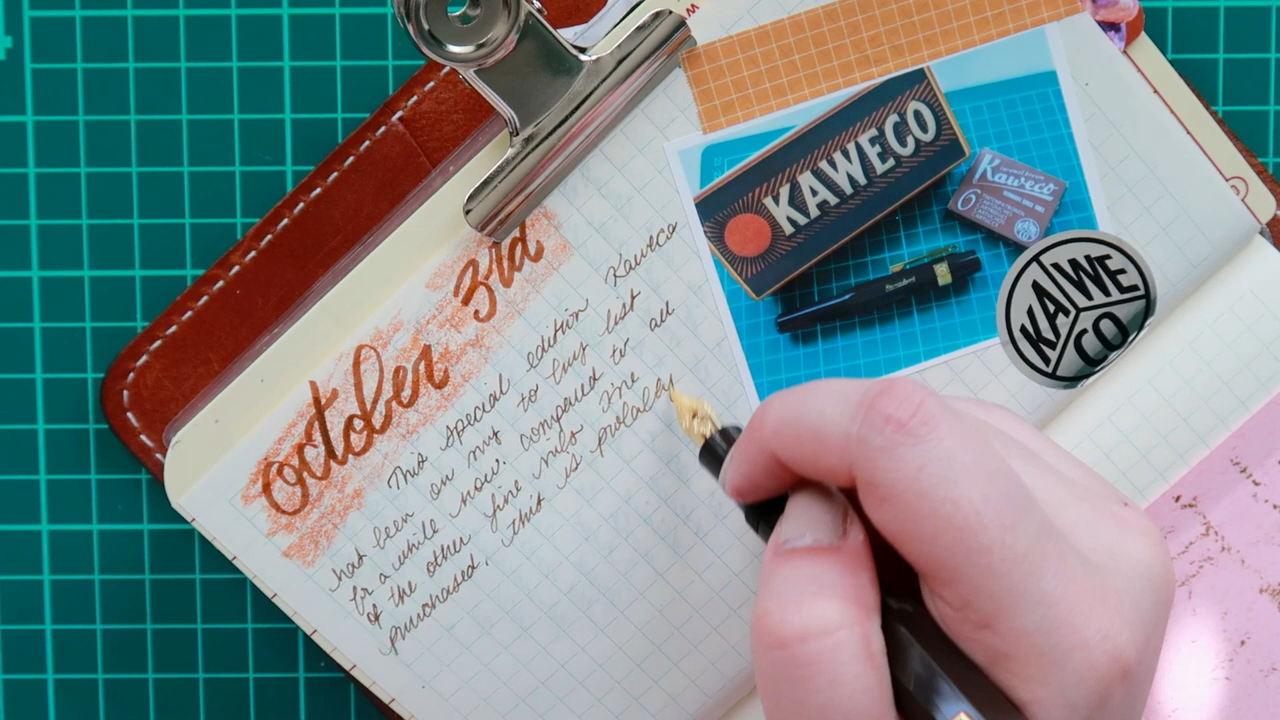 october 3rd
This special edition Kaweco
had been on my to buy list
for a while now. Compared to all
of the other fine nibs I've
purchased, this is probably
KAWECO
Kaweco
6
KA WE CO